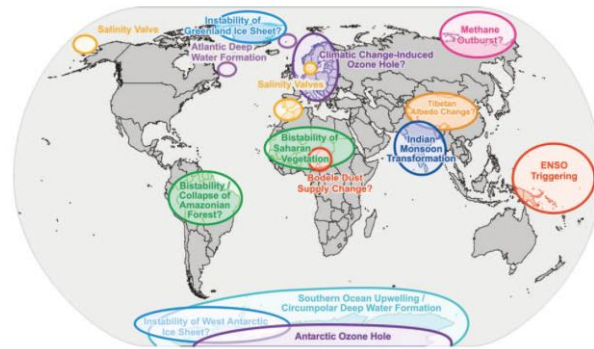 Salinity Valve
Instability of
Greenland Ice Sheet?
Atlantic Deep
Water Formation
Climatic Change-Induced
Ozone Hole?
Methane
Outburst?
Salinity Valves
Tibetan
Albedo Change?
Bistability of
Saharan
Vegetation
Indian
Monsoon
Transformation
Bodele Dust
Supply Change?
ENSO
Triggering
Bistability /
Collapse of
Amazonian
Forest?
Southern Ocean Upwelling /
Circumpolar Deep Water Formation
Instability of West Antarctic
Ice Sheet?
Antarctic Ozone Hole